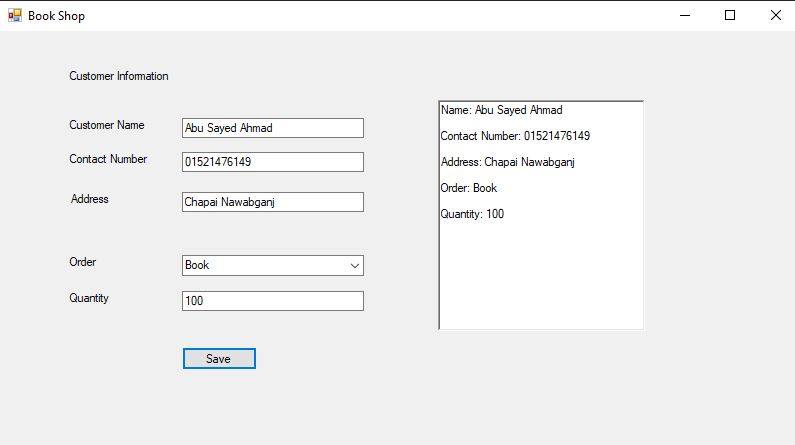 Book Shop
Customer Information
Customer Name
Abu Sayed Ahmad
Contact Number
01521476149
Address
Chapai Nawabganj
Order
Book
Quantity
100
Save
Name: Abu Sayed Ahmad
Contact Number: 01521476149
Address: Chapai Nawabganj
Order: Book
Quantity: 100